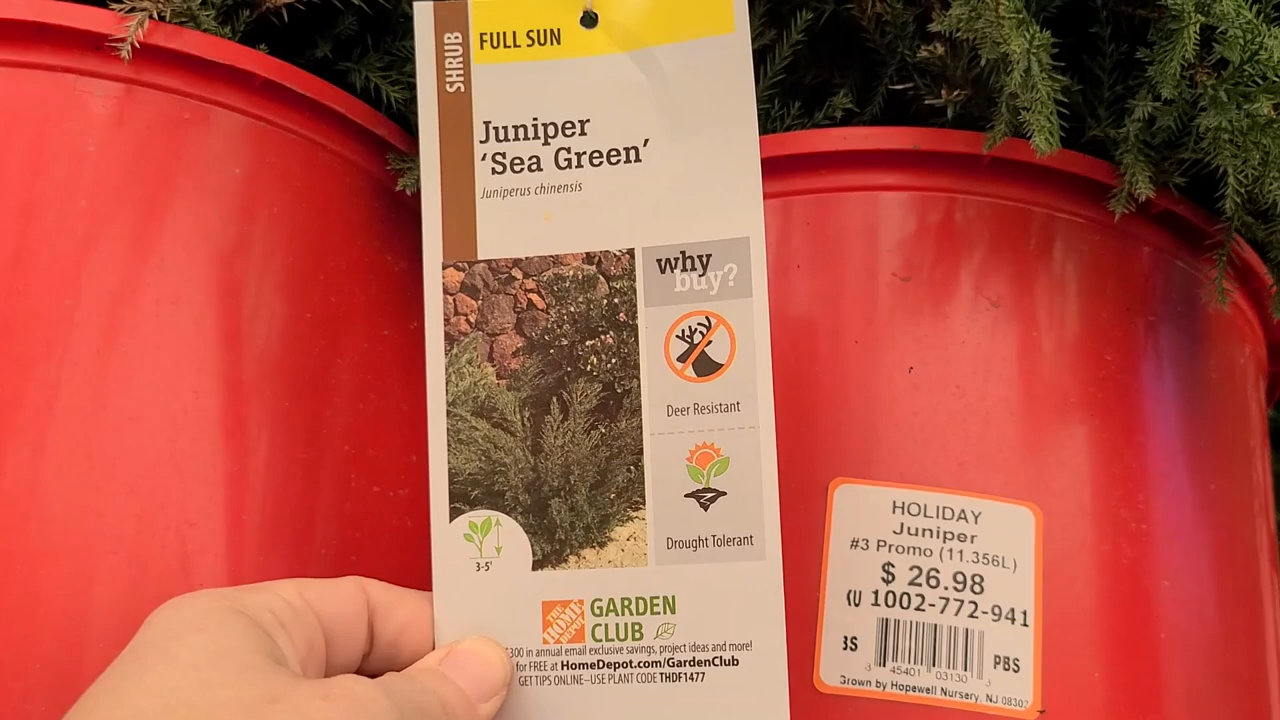 SHRUB
FULL SUN
Juniper
‘Sea Green’
Juniperus chinensis
why
buy?
Deer Resistant
Drought Tolerant
3-5'
THE HOME DEPOT
GARDEN
CLUB
$300 in annual email exclusive savings, project ideas and more!
for FREE at HomeDepot.com/GardenClub
GET TIPS ONLINE–USE PLANT CODE THDF1477
HOLIDAY
Juniper
#3 Promo (11.356L)
$ 26.98
(U 1002-772-941
3S
PBS
3 45401 03130 3
Grown by Hopewell Nursery, NJ 0830